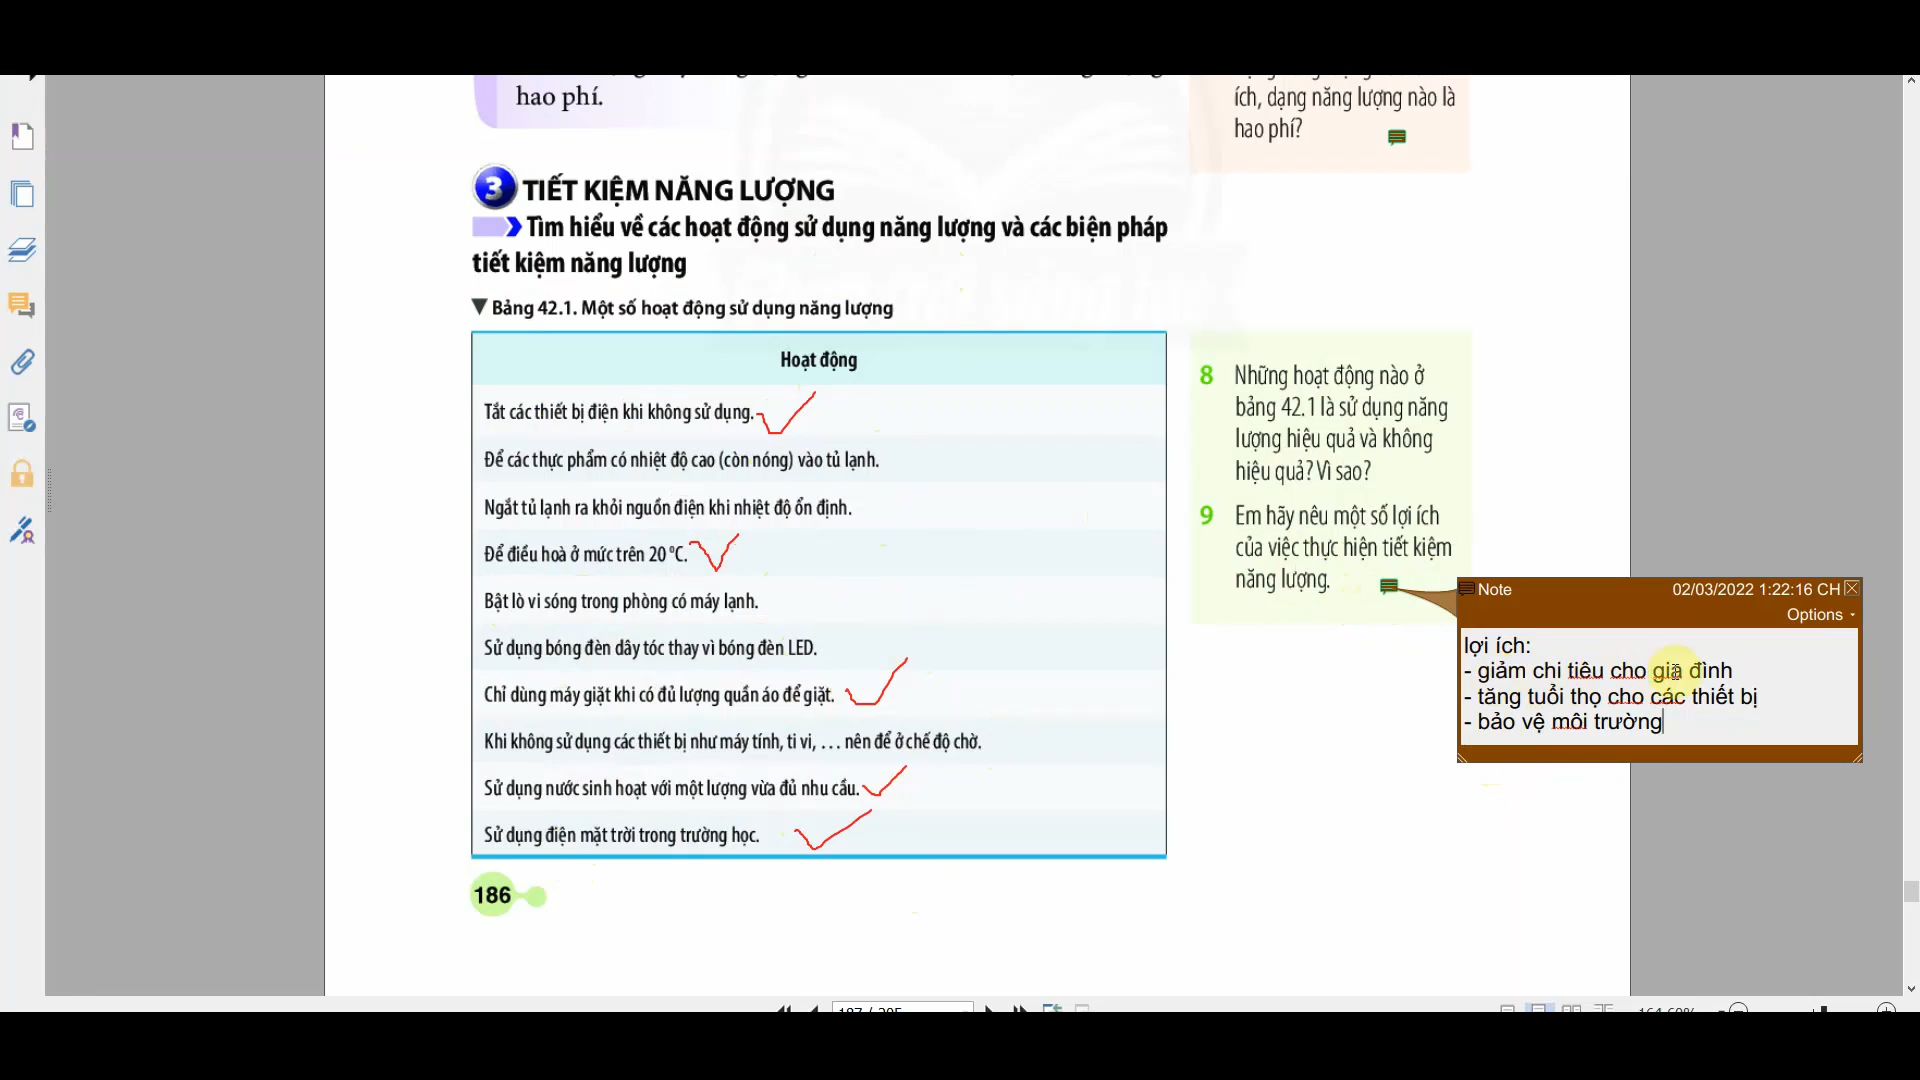 hao phí.
ích, dạng năng lượng nào là
hao phí?
3 TIẾT KIỆM NĂNG LƯỢNG
Tìm hiểu về các hoạt động sử dụng năng lượng và các biện pháp
tiết kiệm năng lượng
Bảng 42.1. Một số hoạt động sử dụng năng lượng
Hoạt động
Tắt các thiết bị điện khi không sử dụng.
Để các thực phẩm có nhiệt độ cao (còn nóng) vào tủ lạnh.
Ngắt tủ lạnh ra khỏi nguồn điện khi nhiệt độ ổn định.
Để điều hoà ở mức trên 20 °C.
Bật lò vi sóng trong phòng có máy lạnh.
Sử dụng bóng đèn dây tóc thay vì bóng đèn LED.
Chỉ dùng máy giặt khi có đủ lượng quần áo để giặt.
Khi không sử dụng các thiết bị như máy tính, ti vi, … nên để ở chế độ chờ.
Sử dụng nước sinh hoạt với một lượng vừa đủ nhu cầu.
Sử dụng điện mặt trời trong trường học.
8 Những hoạt động nào ở
bảng 42.1 là sử dụng năng
lượng hiệu quả và không
hiệu quả? Vì sao?
9 Em hãy nêu một số lợi ích
của việc thực hiện tiết kiệm
năng lượng.
Note 02/03/2022 1:22:16 CH
Options
lợi ích:
- giảm chi tiêu cho gia đình
- tăng tuổi thọ cho các thiết bị
- bảo vệ môi trường
186